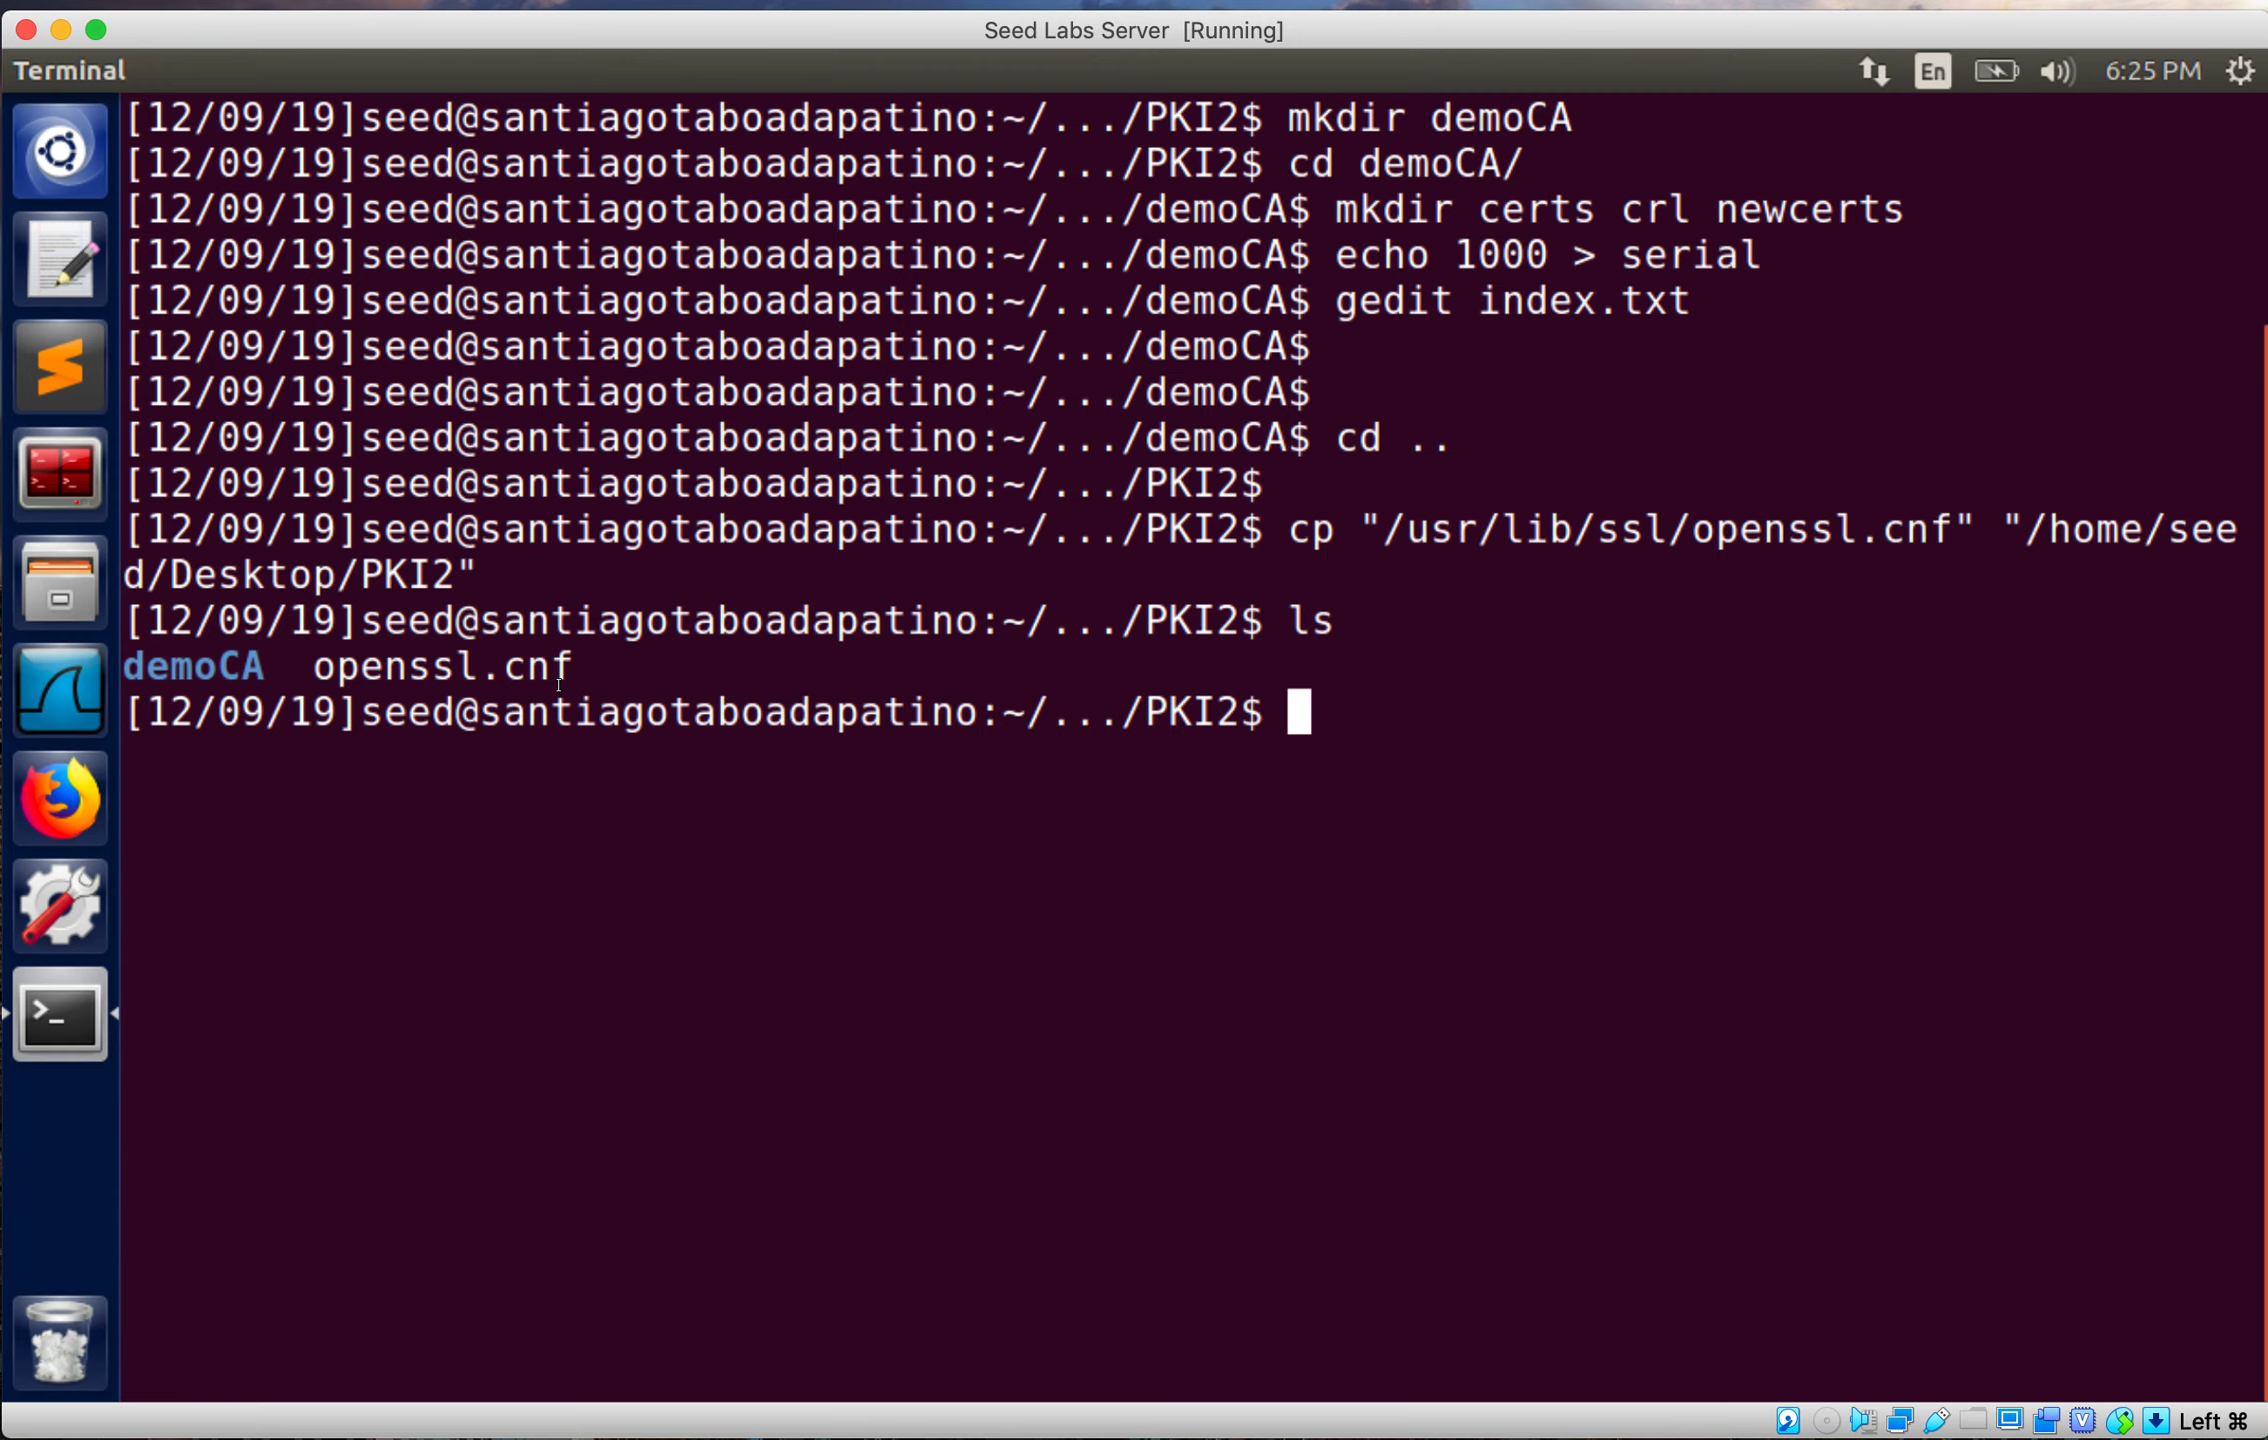 Seed Labs Server [Running]
Terminal
En
6:25 PM
[12/09/19]seed@santiagotaboadapatino:~/.../PKI2$ mkdir demoCA
[12/09/19]seed@santiagotaboadapatino:~/.../PKI2$ cd demoCA/
[12/09/19]seed@santiagotaboadapatino:~/.../demoCA$ mkdir certs crl newcerts
[12/09/19]seed@santiagotaboadapatino:~/.../demoCA$ echo 1000 > serial
[12/09/19]seed@santiagotaboadapatino:~/.../demoCA$ gedit index.txt
[12/09/19]seed@santiagotaboadapatino:~/.../demoCA$
[12/09/19]seed@santiagotaboadapatino:~/.../demoCA$
[12/09/19]seed@santiagotaboadapatino:~/.../demoCA$ cd ..
[12/09/19]seed@santiagotaboadapatino:~/.../PKI2$
[12/09/19]seed@santiagotaboadapatino:~/.../PKI2$ cp "/usr/lib/ssl/openssl.cnf" "/home/see
d/Desktop/PKI2"
[12/09/19]seed@santiagotaboadapatino:~/.../PKI2$ ls
demoCA openssl.cnf
[12/09/19]seed@santiagotaboadapatino:~/.../PKI2$
Left ⌘